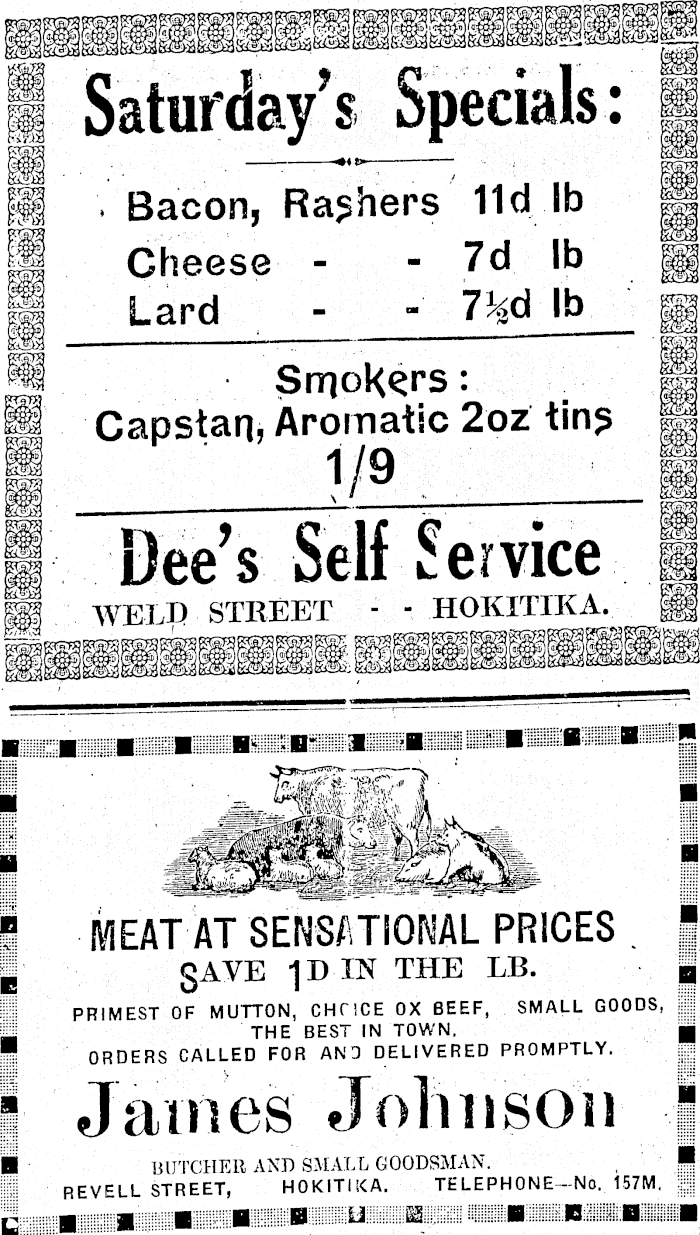 Saturday's Specials:
Bacon, Rashers 11d lb
Cheese - - 7d lb
Lard - - 7½d lb
Smokers:
Capstan, Aromatic 2oz tins
1/9
Dee's Self Service
WELD STREET - - HOKITIKA.
MEAT AT SENSATIONAL PRICES
SAVE 1D IN THE LB.
PRIMEST OF MUTTON, CHOICE OX BEEF, SMALL GOODS,
THE BEST IN TOWN.
ORDERS CALLED FOR AND DELIVERED PROMPTLY.
James Johnson
BUTCHER AND SMALL GOODSMAN.
REVELL STREET, HOKITIKA. TELEPHONE—No. 157M.